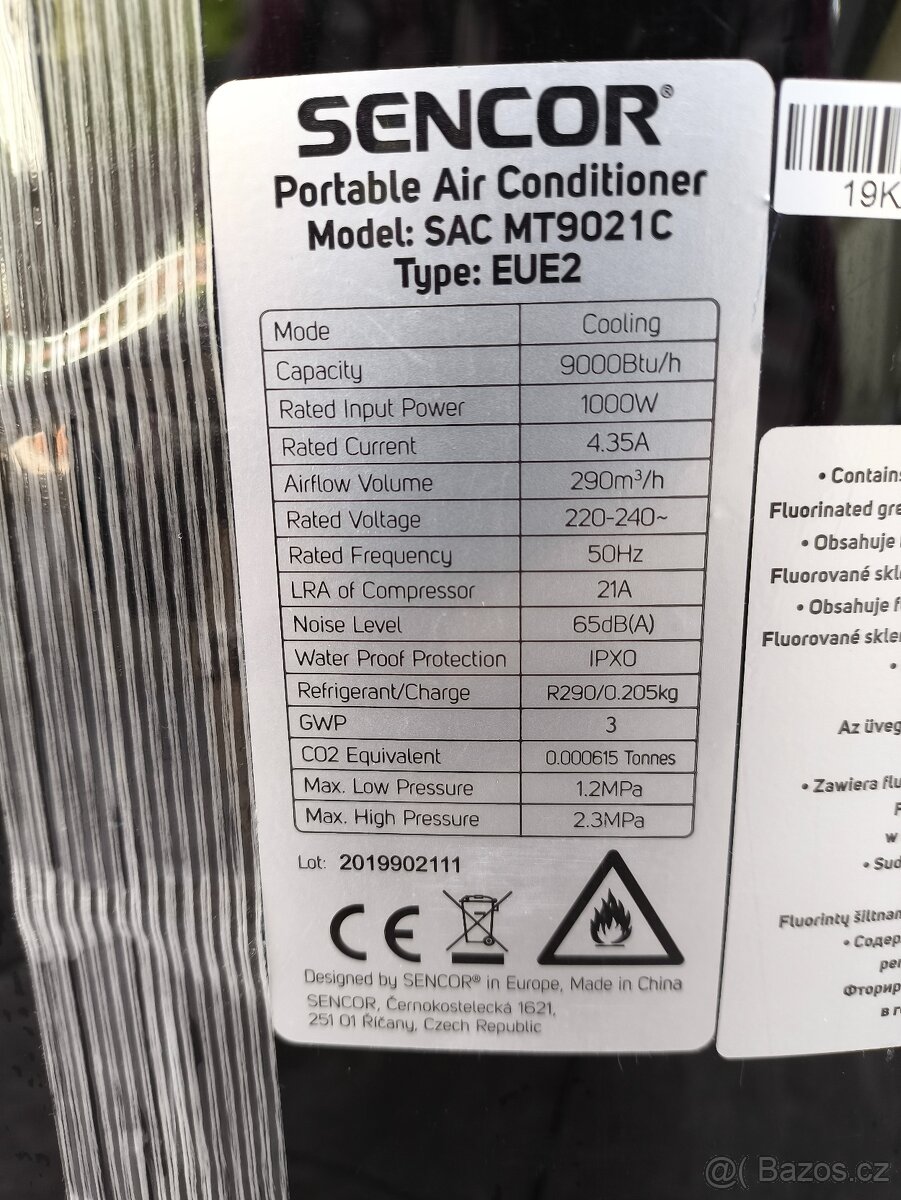 SENCOR®
Portable Air Conditioner
Model: SAC MT9021C
Type: EUE2
Mode Cooling
Capacity 9000Btu/h
Rated Input Power 1000W
Rated Current 4.35A
Airflow Volume 290m³/h
Rated Voltage 220-240~
Rated Frequency 50Hz
LRA of Compressor 21A
Noise Level 65dB(A)
Water Proof Protection IPX0
Refrigerant/Charge R290/0.205kg
GWP 3
CO2 Equivalent 0.000615 Tonnes
Max. Low Pressure 1.2MPa
Max. High Pressure 2.3MPa
Lot: 2019902111
CE
Designed by SENCOR® in Europe, Made in China
SENCOR, Černokostelecká 1621,
251 01 Říčany, Czech Republic
19K
• Contains
Fluorinated gre
• Obsahuje
Fluorované skl
• Obsahuje f
Fluorované sklen
•
Az üveg
• Zawiera flu
w
• Sud
Fluorintų šiltnam
• Содер
рег
Фторир
в г
@( Bazos.cz